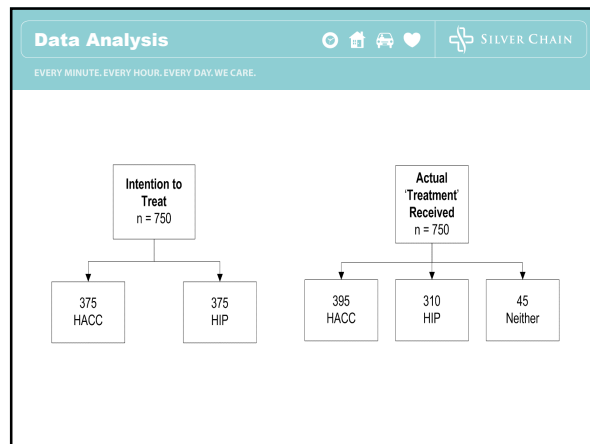 Data Analysis
SILVER CHAIN
EVERY MINUTE. EVERY HOUR. EVERY DAY. WE CARE.
Intention to
Treat
n = 750
375
HACC
375
HIP
Actual
'Treatment'
Received
n = 750
395
HACC
310
HIP
45
Neither